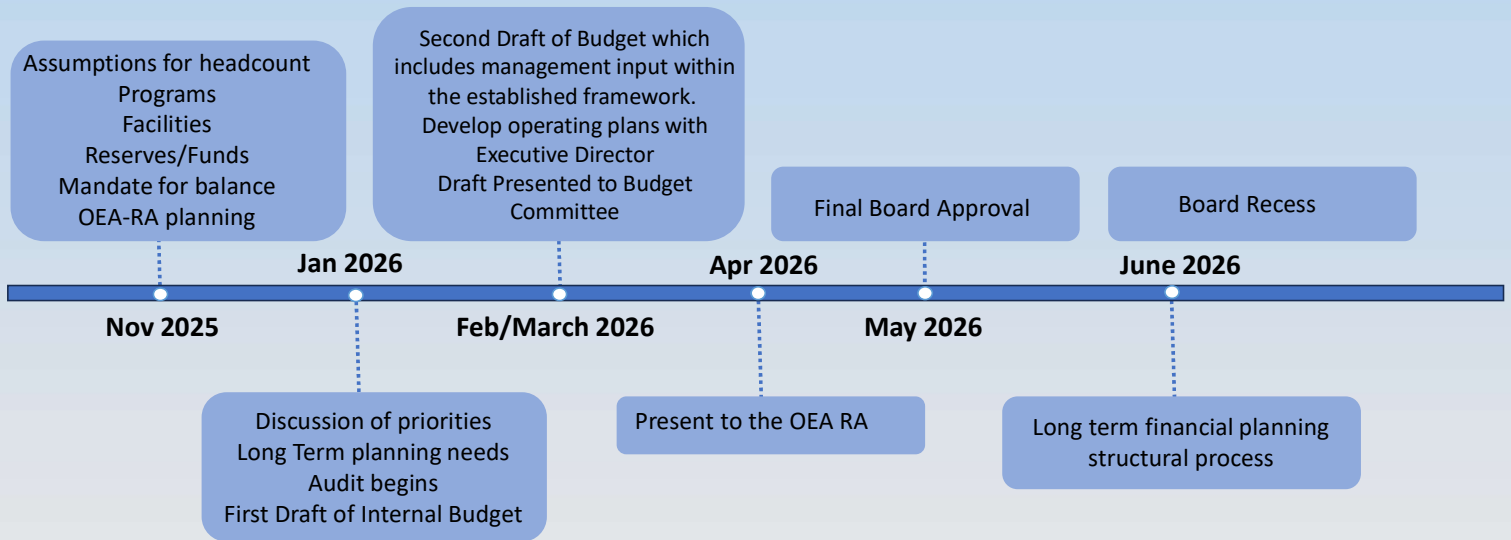 Assumptions for headcount
Programs
Facilities
Reserves/Funds
Mandate for balance
OEA-RA planning
Second Draft of Budget which
includes management input within
the established framework.
Develop operating plans with
Executive Director
Draft Presented to Budget
Committee
Final Board Approval
Board Recess
Jan 2026
Apr 2026
June 2026
Nov 2025
Feb/March 2026
May 2026
Discussion of priorities
Long Term planning needs
Audit begins
First Draft of Internal Budget
Present to the OEA RA
Long term financial planning
structural process